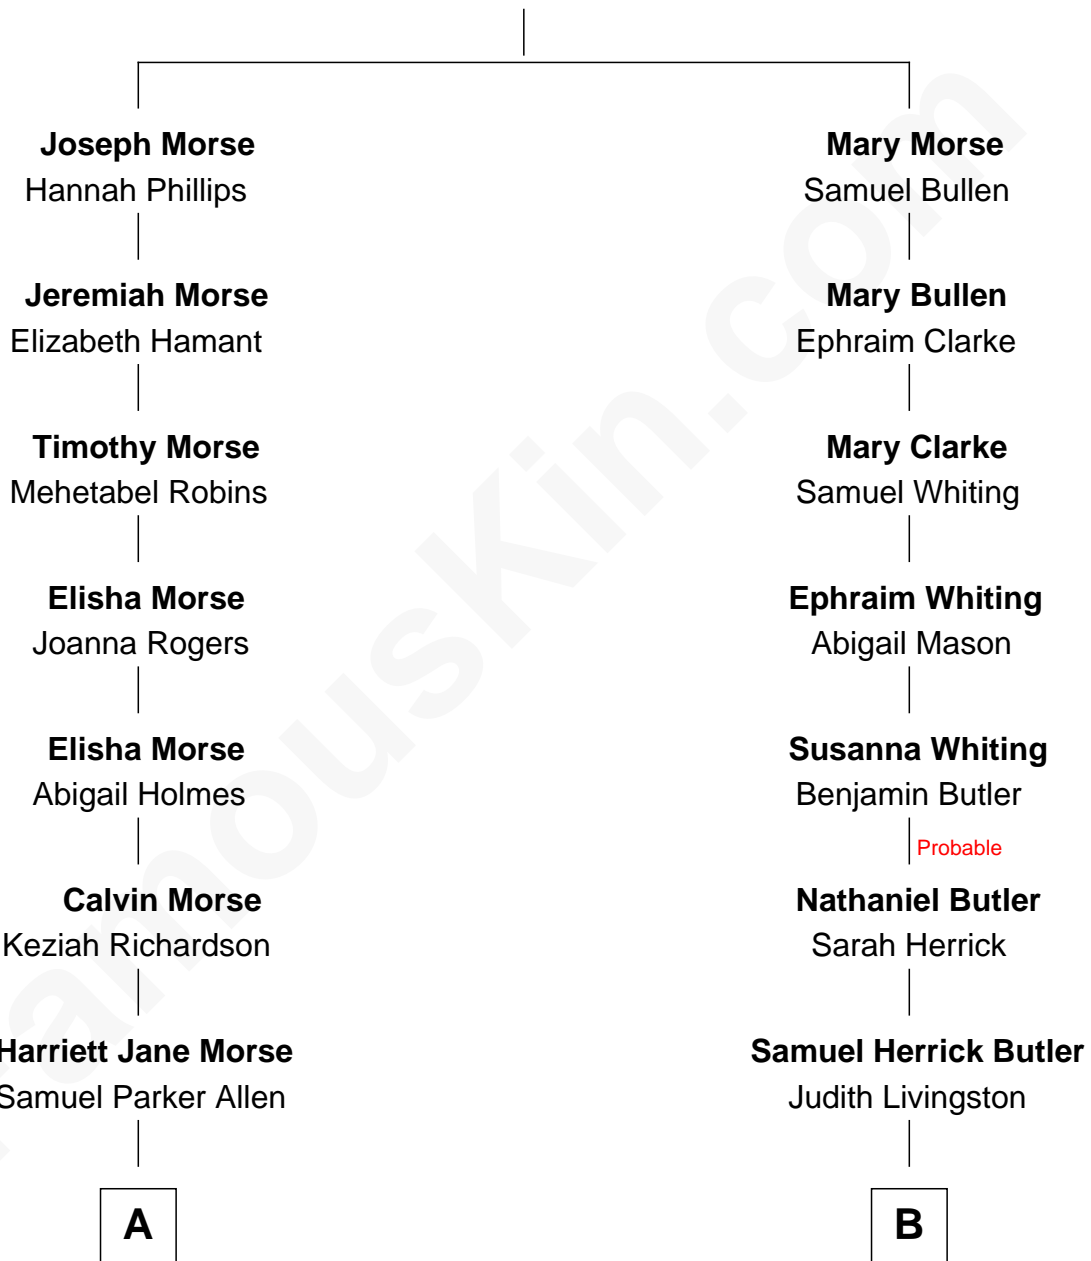 Joseph Morse
Hannah Phillips
Mary Morse
Samuel Bullen
Jeremiah Morse
Elizabeth Hamant
Mary Bullen
Ephraim Clarke
Timothy Morse
Mehetabel Robins
Mary Clarke
Samuel Whiting
Elisha Morse
Joanna Rogers
Ephraim Whiting
Abigail Mason
Elisha Morse
Abigail Holmes
Susanna Whiting
Benjamin Butler
Probable
Calvin Morse
Keziah Richardson
Nathaniel Butler
Sarah Herrick
Harriett Jane Morse
Samuel Parker Allen
Samuel Herrick Butler
Judith Livingston
A
B
FamousKin.com